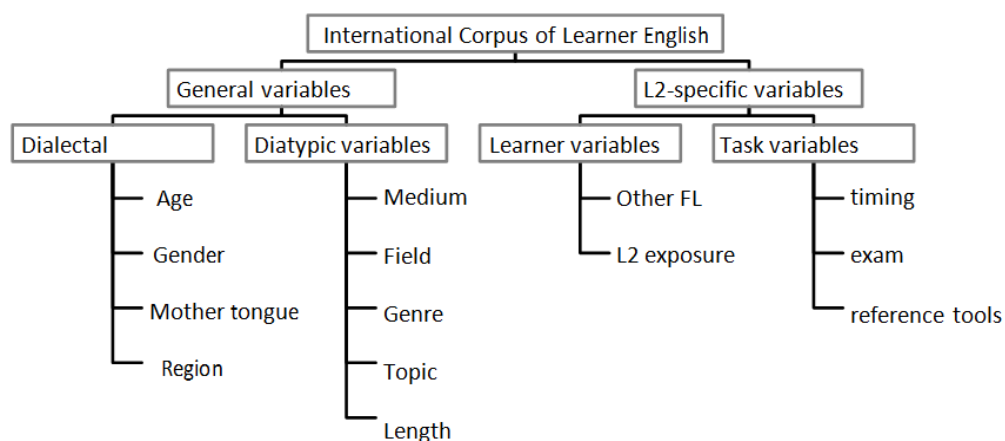 International Corpus of Learner English
General variables
L2-specific variables
Dialectal
Diatypic variables
Learner variables
Task variables
Age
Gender
Mother tongue
Region
Medium
Field
Genre
Topic
Length
Other FL
L2 exposure
timing
exam
reference tools